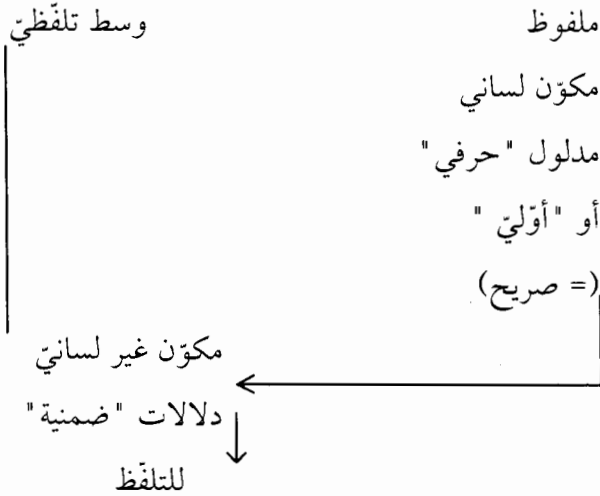 ملفوظ
وسط تلفّظيّ
مكوّن لساني
مدلول "حرفي"
أو "أوّليّ"
(= صريح)
مكوّن غير لسانيّ
دلالات "ضمنية"
للتلفّظ